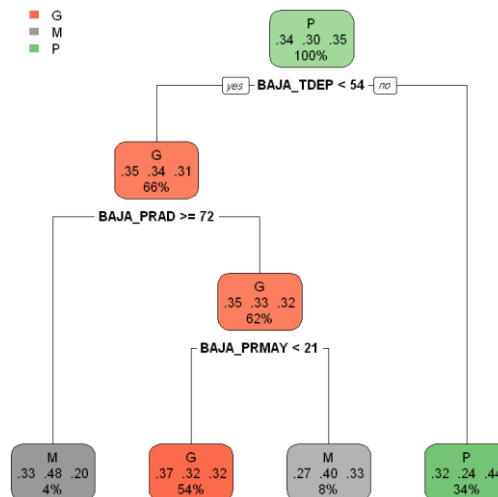 G
M
P
P
.34 .30 .35
100%
yes BAJA_TDEP < 54 no
G
.35 .34 .31
66%
BAJA_PRAD >= 72
G
.35 .33 .32
62%
BAJA_PRMAY < 21
M
.33 .48 .20
4%
G
.37 .32 .32
54%
M
.27 .40 .33
8%
P
.32 .24 .44
34%